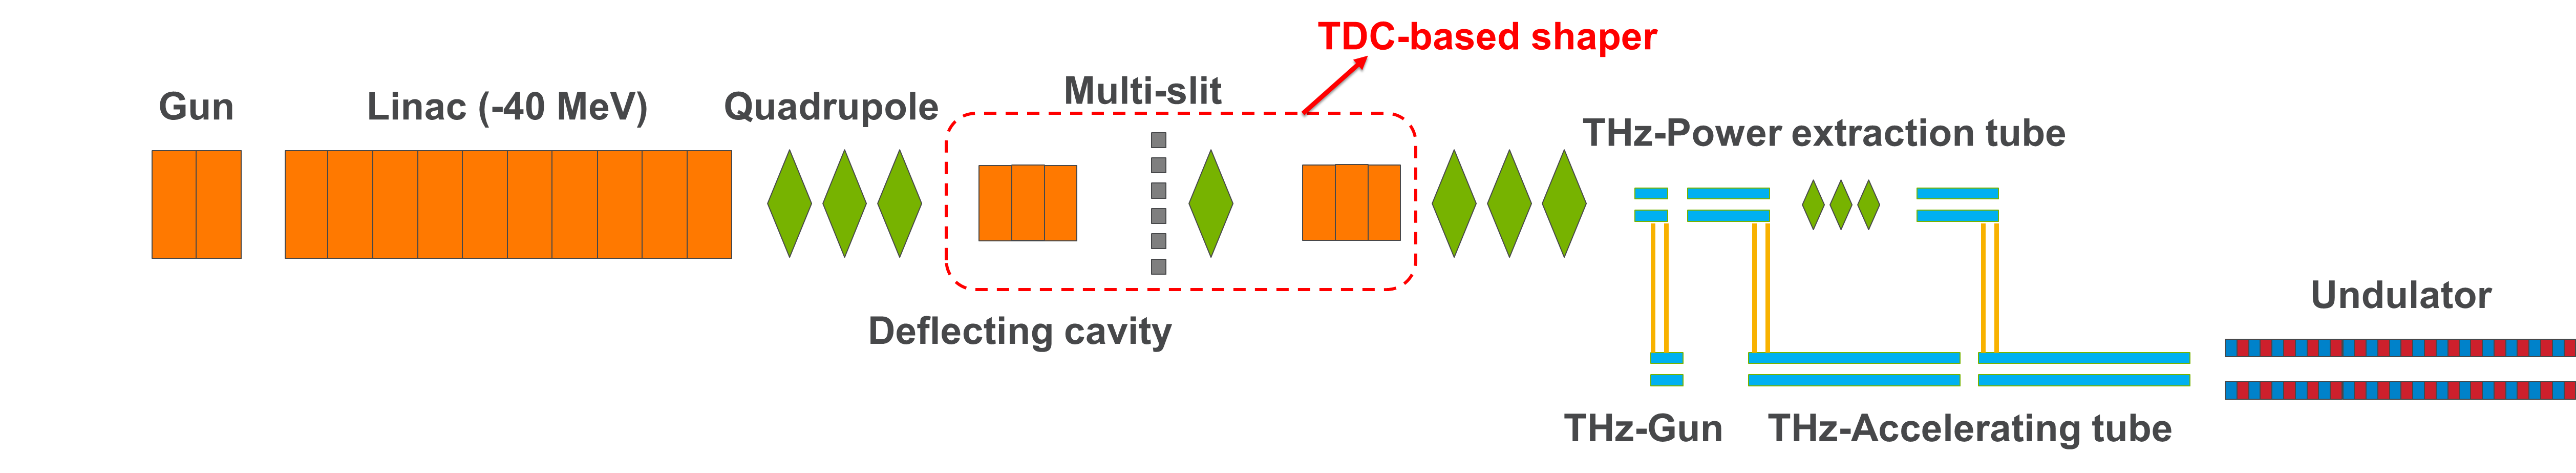 TDC-based shaper
Gun
Linac (-40 MeV)
Quadrupole
Multi-slit
THz-Power extraction tube
Deflecting cavity
Undulator
THz-Gun
THz-Accelerating tube